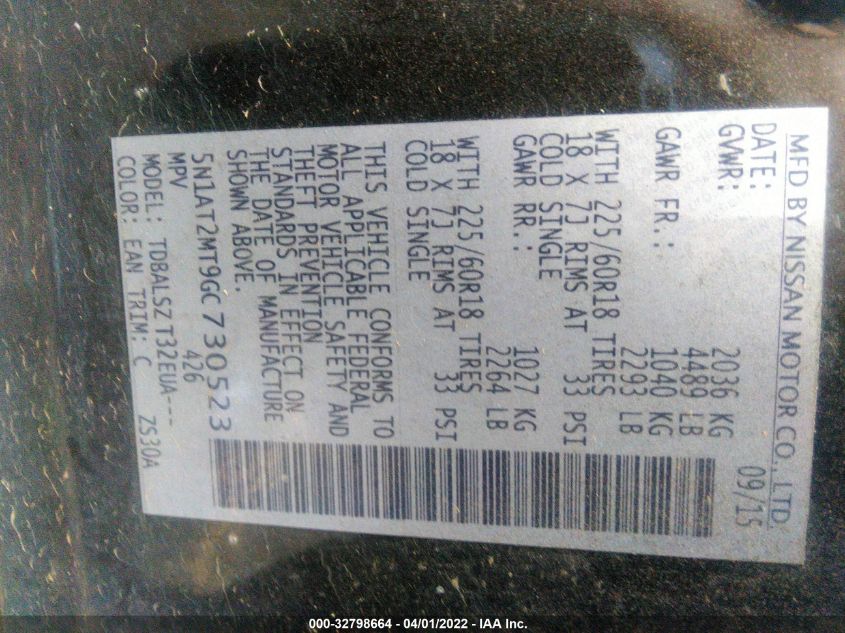 MFD BY NISSAN MOTOR CO., LTD.
DATE: 09/15
GVWR: 2036 KG
4489 LB
GAWR FR.: 1040 KG
2293 LB
WITH 225/60R18 TIRES
18 X 7J RIMS AT 33 PSI
COLD SINGLE
GAWR RR.: 1027 KG
2264 LB
WITH 225/60R18 TIRES
18 X 7J RIMS AT 33 PSI
COLD SINGLE
THIS VEHICLE CONFORMS TO
ALL APPLICABLE FEDERAL
MOTOR VEHICLE SAFETY AND
THEFT PREVENTION
STANDARDS IN EFFECT ON
THE DATE OF MANUFACTURE
SHOWN ABOVE.
5N1AT2MT9GC730523
MPV 426
MODEL: TDBALSZ T32EUA---
COLOR: EAN TRIM: C ZS30A
000-32798664 - 04/01/2022 - IAA Inc.